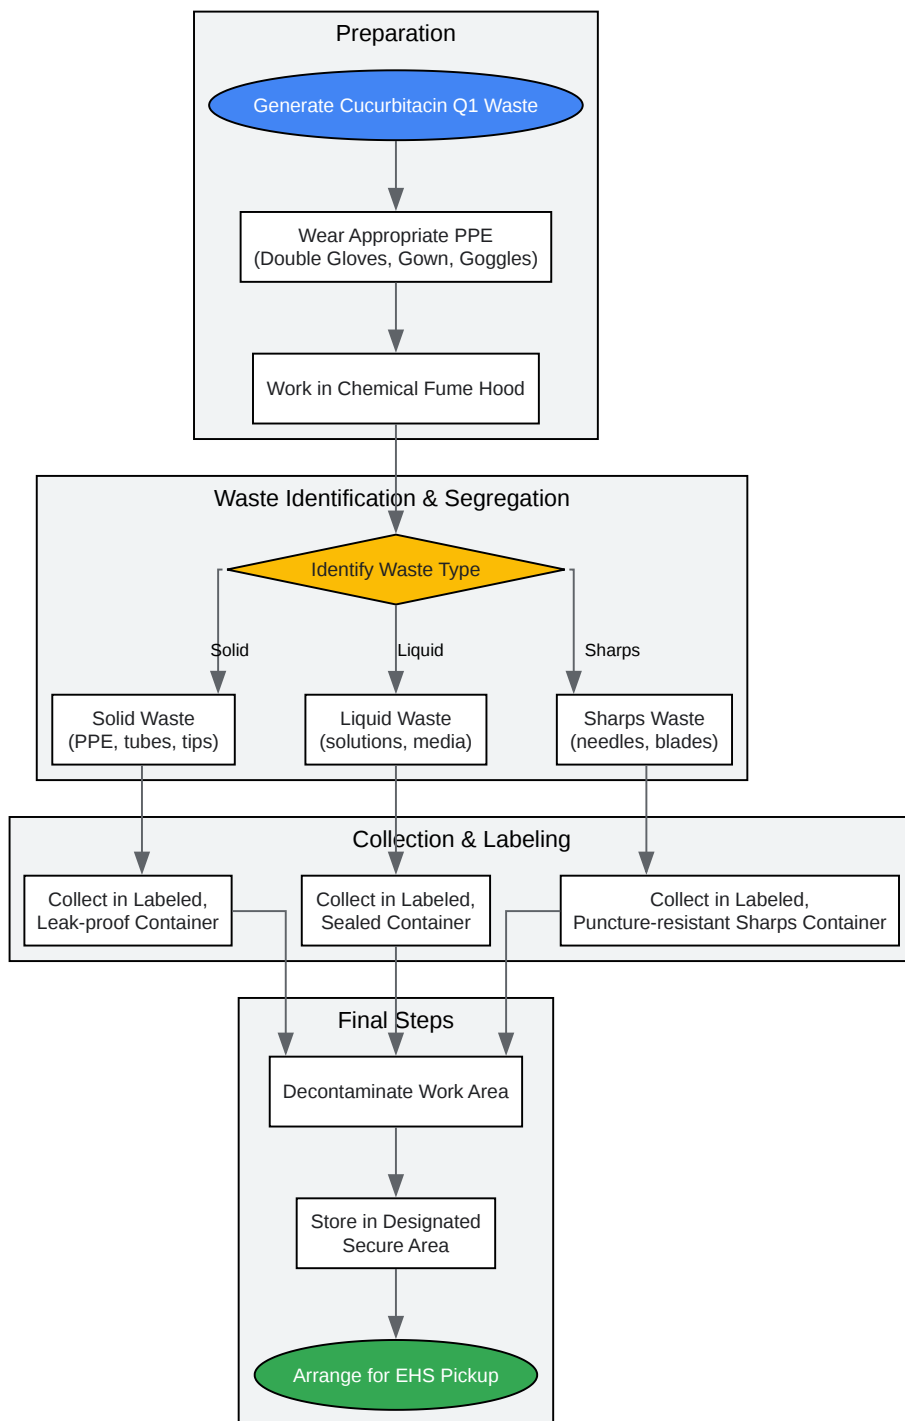 Preparation
Generate Cucurbitacin Q1 Waste
Wear Appropriate PPE
(Double Gloves, Gown, Goggles)
Work in Chemical Fume Hood
Waste Identification & Segregation
Identify Waste Type
Solid
Liquid
Sharps
Solid Waste
(PPE, tubes, tips)
Liquid Waste
(solutions, media)
Sharps Waste
(needles, blades)
Collection & Labeling
Collect in Labeled,
Leak-proof Container
Collect in Labeled,
Sealed Container
Collect in Labeled,
Puncture-resistant Sharps Container
Final Steps
Decontaminate Work Area
Store in Designated
Secure Area
Arrange for EHS Pickup